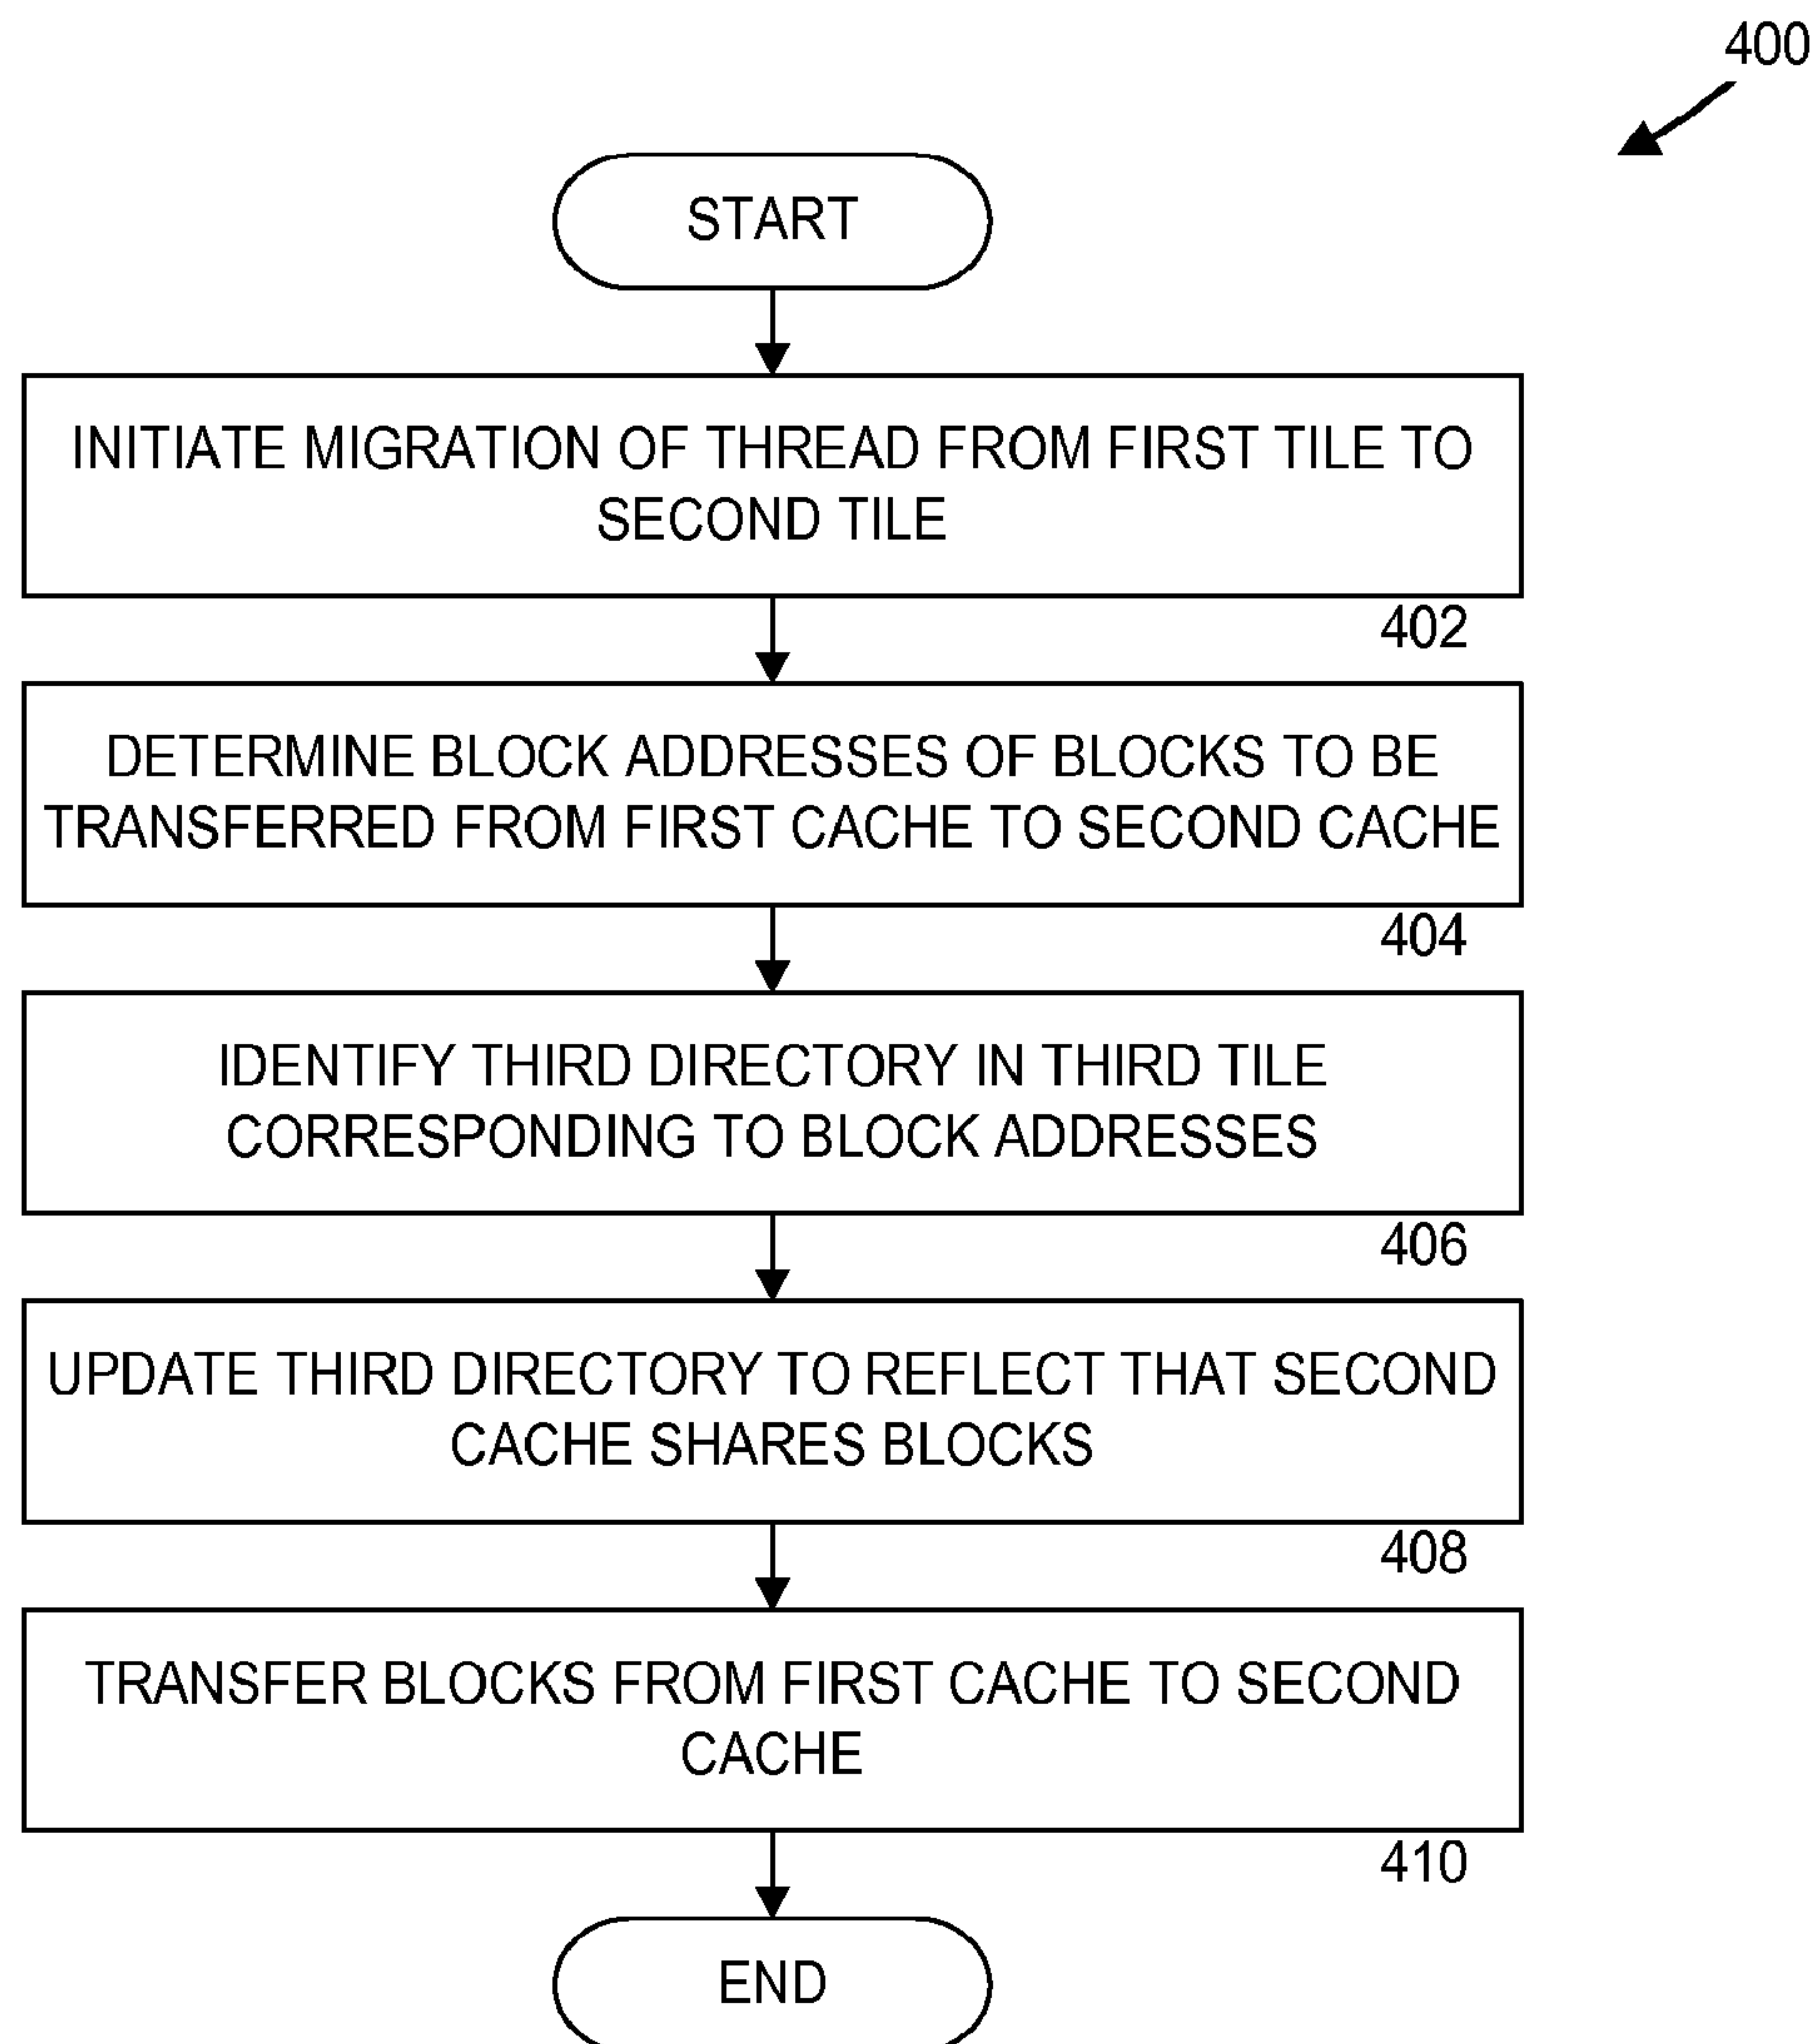 400
START
INITIATE MIGRATION OF THREAD FROM FIRST TILE TO
SECOND TILE
402
DETERMINE BLOCK ADDRESSES OF BLOCKS TO BE
TRANSFERRED FROM FIRST CACHE TO SECOND CACHE
404
IDENTIFY THIRD DIRECTORY IN THIRD TILE
CORRESPONDING TO BLOCK ADDRESSES
406
UPDATE THIRD DIRECTORY TO REFLECT THAT SECOND
CACHE SHARES BLOCKS
408
TRANSFER BLOCKS FROM FIRST CACHE TO SECOND
CACHE
410
END